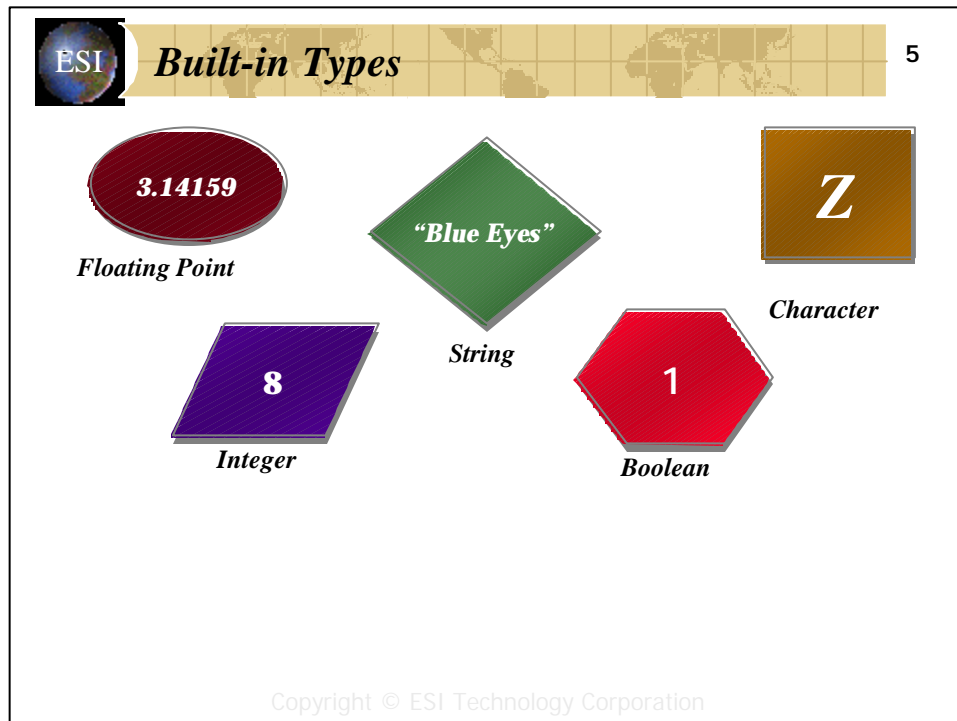 ESI
Built-in Types
5
3.14159
Floating Point
“Blue Eyes”
String
Z
Character
8
Integer
1
Boolean
Copyright © ESI Technology Corporation